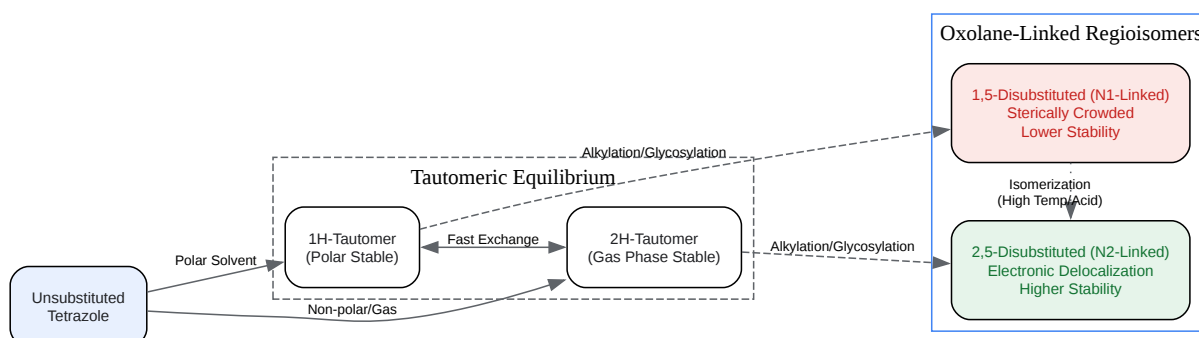 Oxolane-Linked Regioisomers
1,5-Disubstituted (N1-Linked)
Sterically Crowded
Lower Stability
Alkylation/Glycosylation
Tautomeric Equilibrium
Isomerization
(High Temp/Acid)
1H-Tautomer
(Polar Stable)
Fast Exchange
2H-Tautomer
(Gas Phase Stable)
Alkylation/Glycosylation
2,5-Disubstituted (N2-Linked)
Electronic Delocalization
Higher Stability
Polar Solvent
Unsubstituted
Tetrazole
Non-polar/Gas